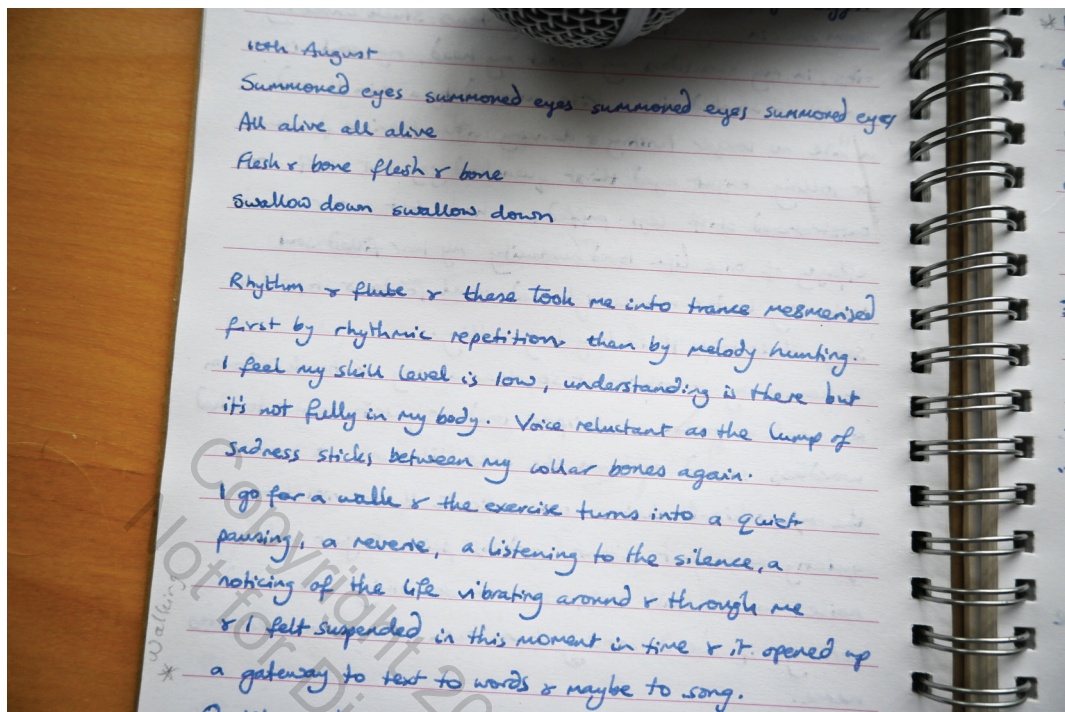 10th August
Summoned eyes summoned eyes summoned eyes summoned eyes
All alive all alive
Flesh & bone flesh & bone
swallow down swallow down
Rhythm & flute & these took me into trance mesmerised
first by rhythmic repetition then by melody hunting.
I feel my skill level is low, understanding is there but
it's not fully in my body. Voice reluctant as the lump of
sadness sticks between my collar bones again.
I go for a walk & the exercise turns into a quiet
pausing, a reverie, a listening to the silence, a
noticing of the life vibrating around & through me
& I felt suspended in this moment in time & it opened up
a gateway to text to words & maybe to song.
* Walking
Copyright 20
Not for Di